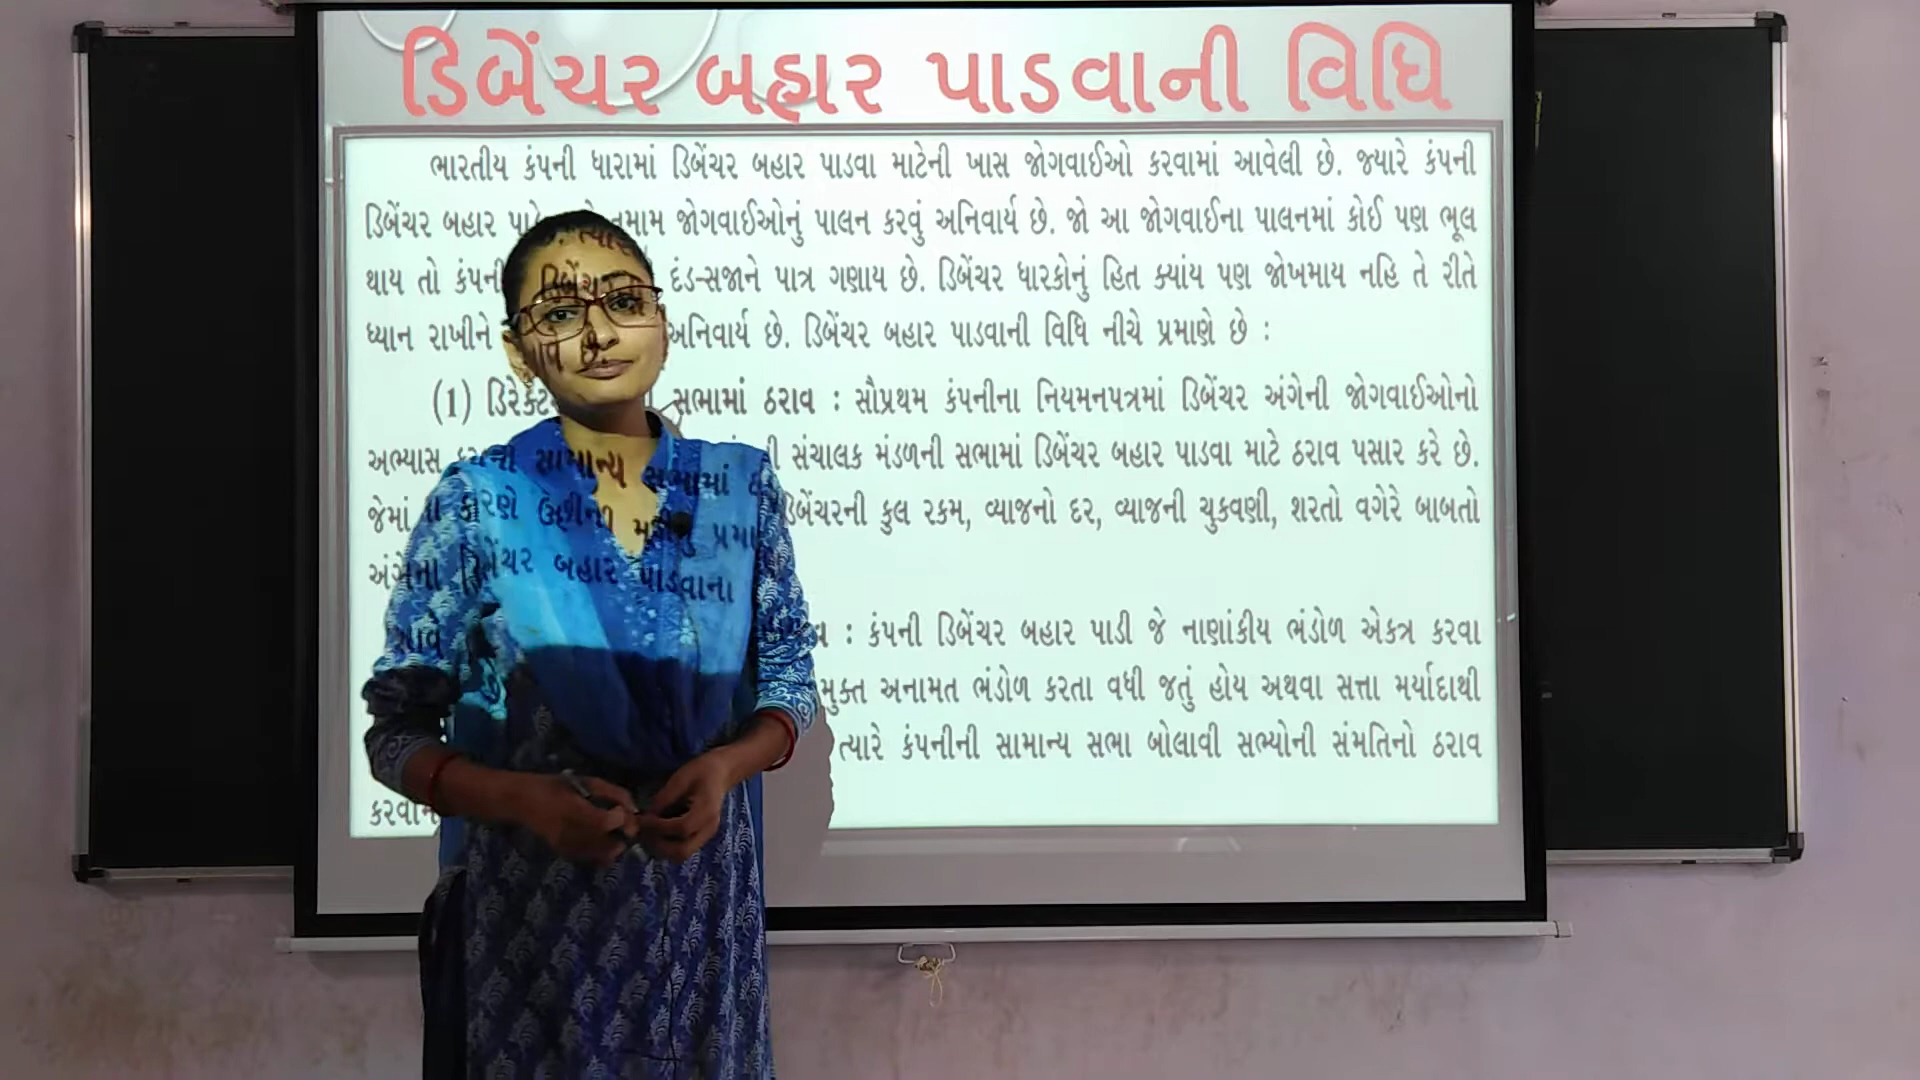 ડિબેંચર બહાર પાડવાની વિધિ
ભારતીય કંપની ધારામાં ડિબેંચર બહાર પાડવા માટેની ખાસ જોગવાઈઓ કરવામાં આવેલી છે. જ્યારે કંપની
ડિબેંચર બહાર પાડે ત્યારે તમામ જોગવાઈઓનું પાલન કરવું અનિવાર્ય છે. જો આ જોગવાઈના પાલનમાં કોઈ પણ ભૂલ
થાય તો કંપની દંડ-સજાને પાત્ર ગણાય છે. ડિબેંચર ધારકોનું હિત ક્યાંય પણ જોખમાય નહિ તે રીતે
ધ્યાન રાખીને અનિવાર્ય છે. ડિબેંચર બહાર પાડવાની વિધિ નીચે પ્રમાણે છે :
(1) સભામાં ઠરાવ : સૌપ્રથમ કંપનીના નિયમનપત્રમાં ડિબેંચર અંગેની જોગવાઈઓનો
અભ્યાસ સંચાલક મંડળની સભામાં ડિબેંચર બહાર પાડવા માટે ઠરાવ પસાર કરે છે.
જેમાં ડિબેંચરની કુલ રકમ, વ્યાજનો દર, વ્યાજની ચુકવણી, શરતો વગેરે બાબતો
અંગેના ડિબેંચર બહાર પાડવાના
: કંપની ડિબેંચર બહાર પાડી જે નાણાંકીય ભંડોળ એકત્ર કરવા
મુક્ત અનામત ભંડોળ કરતા વધી જતું હોય અથવા સત્તા મર્યાદાથી
ત્યારે કંપનીની સામાન્ય સભા બોલાવી સભ્યોની સંમતિનો ઠરાવ